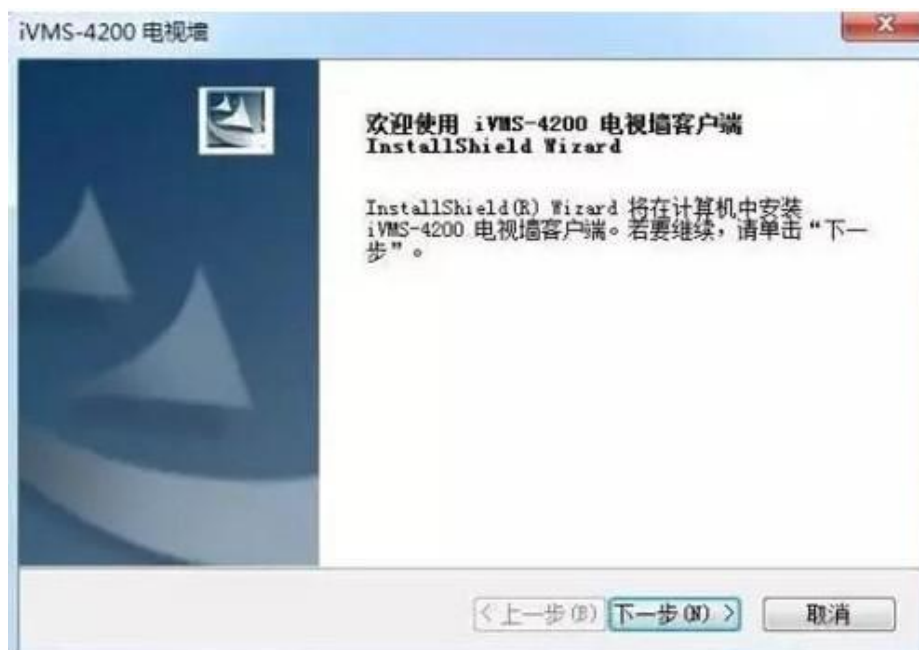 iVMS-4200 电视墙
欢迎使用 iVMS-4200 电视墙客户端
InstallShield Wizard
InstallShield(R) Wizard 将在计算机中安装
iVMS-4200 电视墙客户端。若要继续，请单击“下一
步”。
<上一步(B) 下一步(N) > 取消